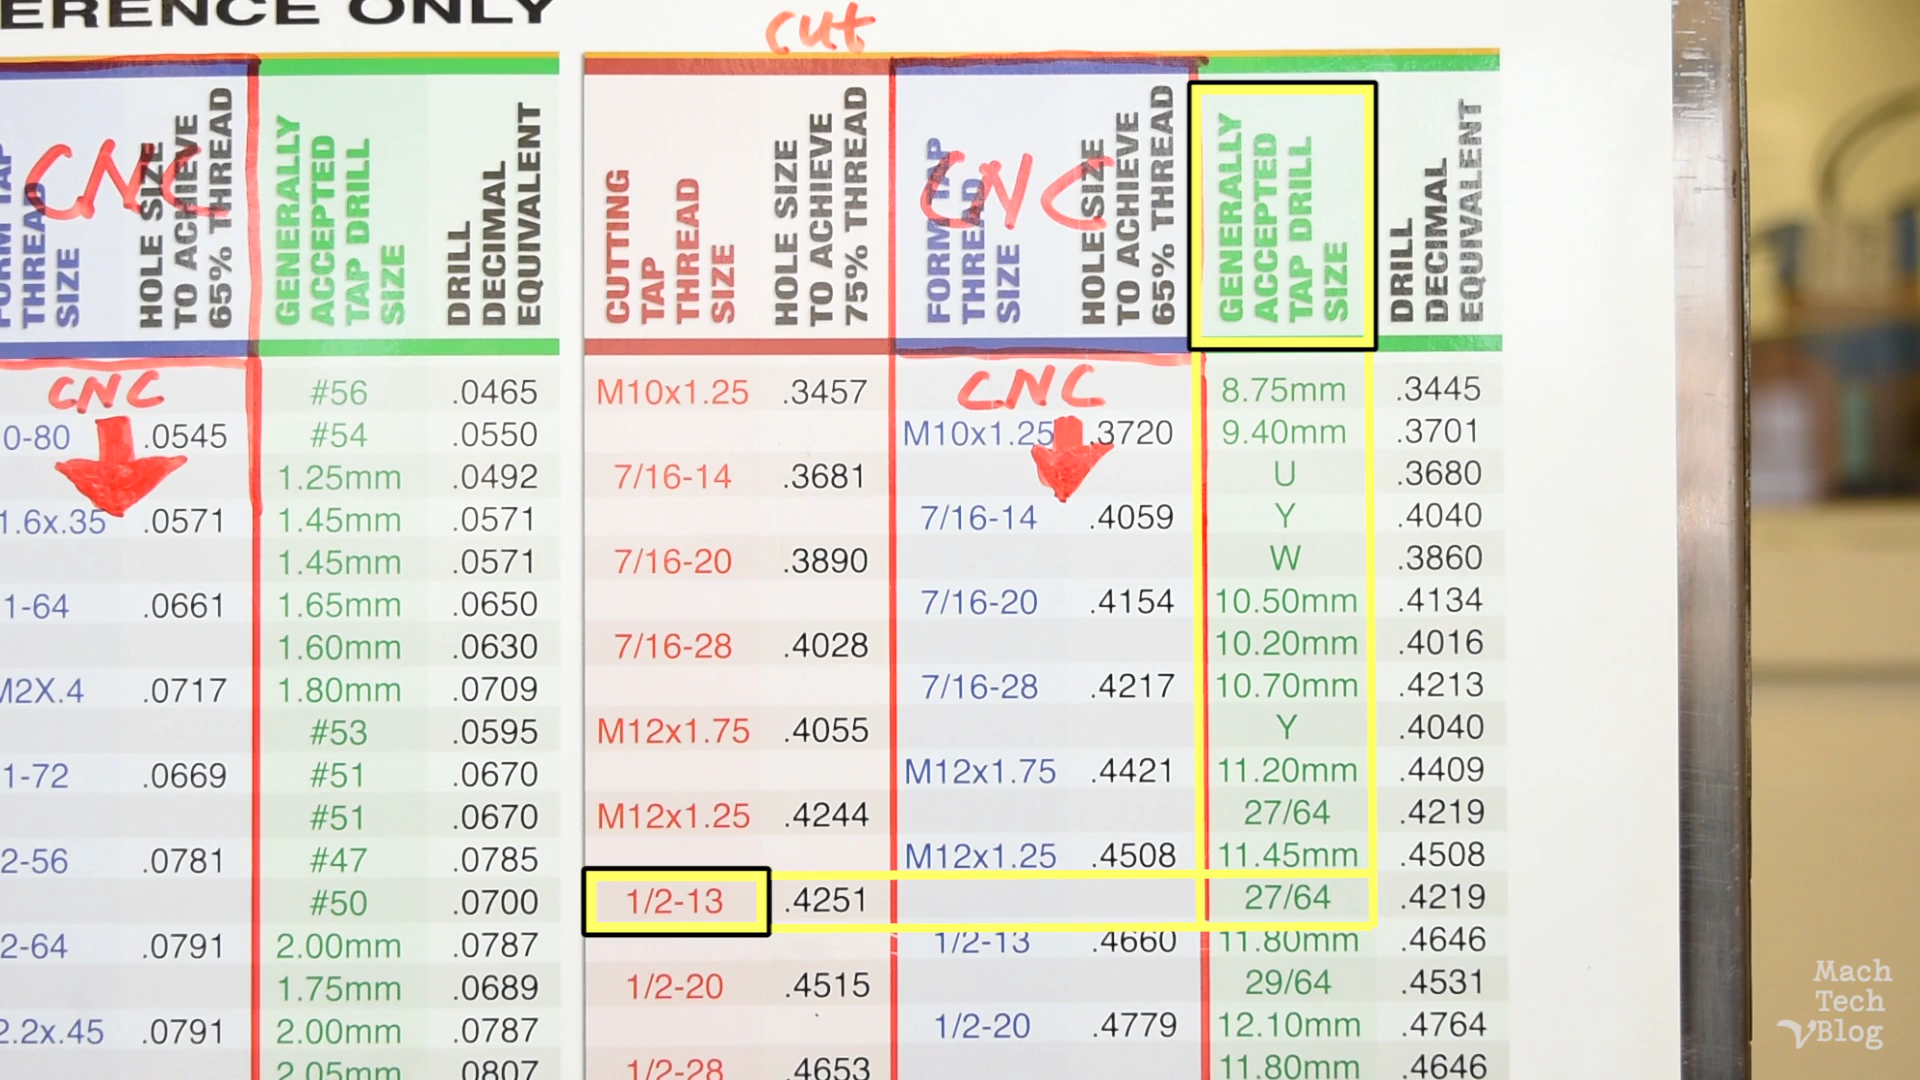 ERENCE ONLY
cut
FORM TAP THREAD SIZE
HOLE SIZE TO ACHIEVE 65% THREAD
GENERALLY ACCEPTED TAP DRILL SIZE
DRILL DECIMAL EQUIVALENT
CUTTING TAP THREAD SIZE
HOLE SIZE TO ACHIEVE 75% THREAD
FORM TAP THREAD SIZE
HOLE SIZE TO ACHIEVE 65% THREAD
GENERALLY ACCEPTED TAP DRILL SIZE
DRILL DECIMAL EQUIVALENT
CNC
CNC
CNC
CNC
#56 .0465 M10x1.25 .3457 8.75mm .3445
0-80 .0545 #54 .0550 M10x1.25 .3720 9.40mm .3701
1.25mm .0492 7/16-14 .3681 U .3680
1.6x.35 .0571 1.45mm .0571 7/16-14 .4059 Y .4040
1.45mm .0571 7/16-20 .3890 W .3860
1-64 .0661 1.65mm .0650 7/16-20 .4154 10.50mm .4134
1.60mm .0630 7/16-28 .4028 10.20mm .4016
M2X.4 .0717 1.80mm .0709 7/16-28 .4217 10.70mm .4213
#53 .0595 M12x1.75 .4055 Y .4040
1-72 .0669 #51 .0670 M12x1.75 .4421 11.20mm .4409
#51 .0670 M12x1.25 .4244 27/64 .4219
2-56 .0781 #47 .0785 M12x1.25 .4508 11.45mm .4508
#50 .0700 1/2-13 .4251 27/64 .4219
2-64 .0791 2.00mm .0787 1/2-13 .4660 11.80mm .4646
1.75mm .0689 1/2-20 .4515 29/64 .4531
2.2x.45 .0791 2.00mm .0787 1/2-20 .4779 12.10mm .4764
2.05mm .0807 1/2-28 .4653 11.80mm .4646
Mach
Tech
Blog